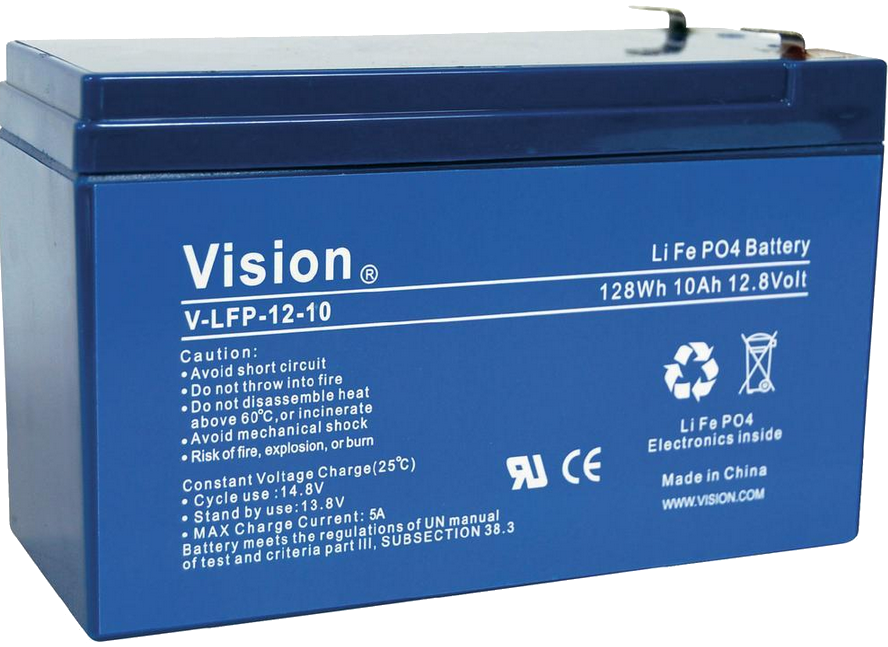 Vision®
V-LFP-12-10
Li Fe PO4 Battery
128Wh 10Ah 12.8Volt
Caution:
• Avoid short circuit
• Do not throw into fire
• Do not disassemble heat
above 60℃,or incinerate
• Avoid mechanical shock
• Risk of fire, explosion, or burn
Constant Voltage Charge(25℃)
• Cycle use :14.8V
• Stand by use:13.8V
• MAX Charge Current: 5A
Battery meets the regulations of UN manual
of test and criteria part III, SUBSECTION 38.3
Li Fe PO4
Electronics inside
Made in China
WWW.VISION.COM